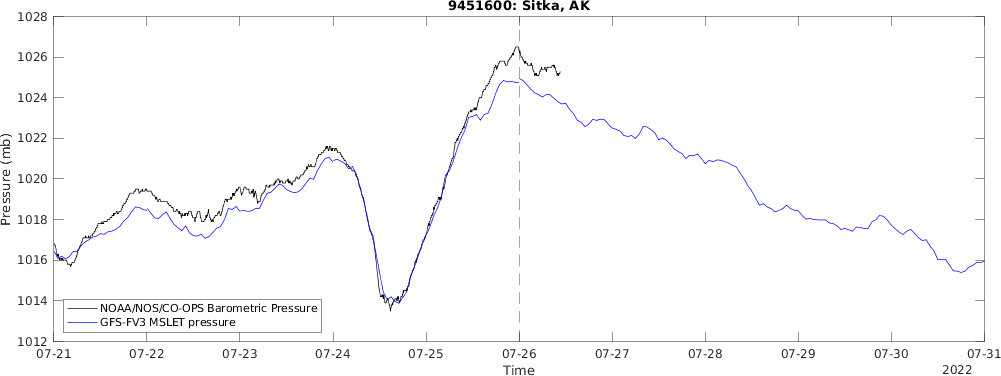 9451600: Sitka, AK
1028
1026
1024
1022
1020
1018
1016
1014
1012
Pressure (mb)
NOAA/NOS/CO-OPS Barometric Pressure
GFS-FV3 MSLET pressure
07-21 07-22 07-23 07-24 07-25 07-26 07-27 07-28 07-29 07-30 07-31
Time
2022